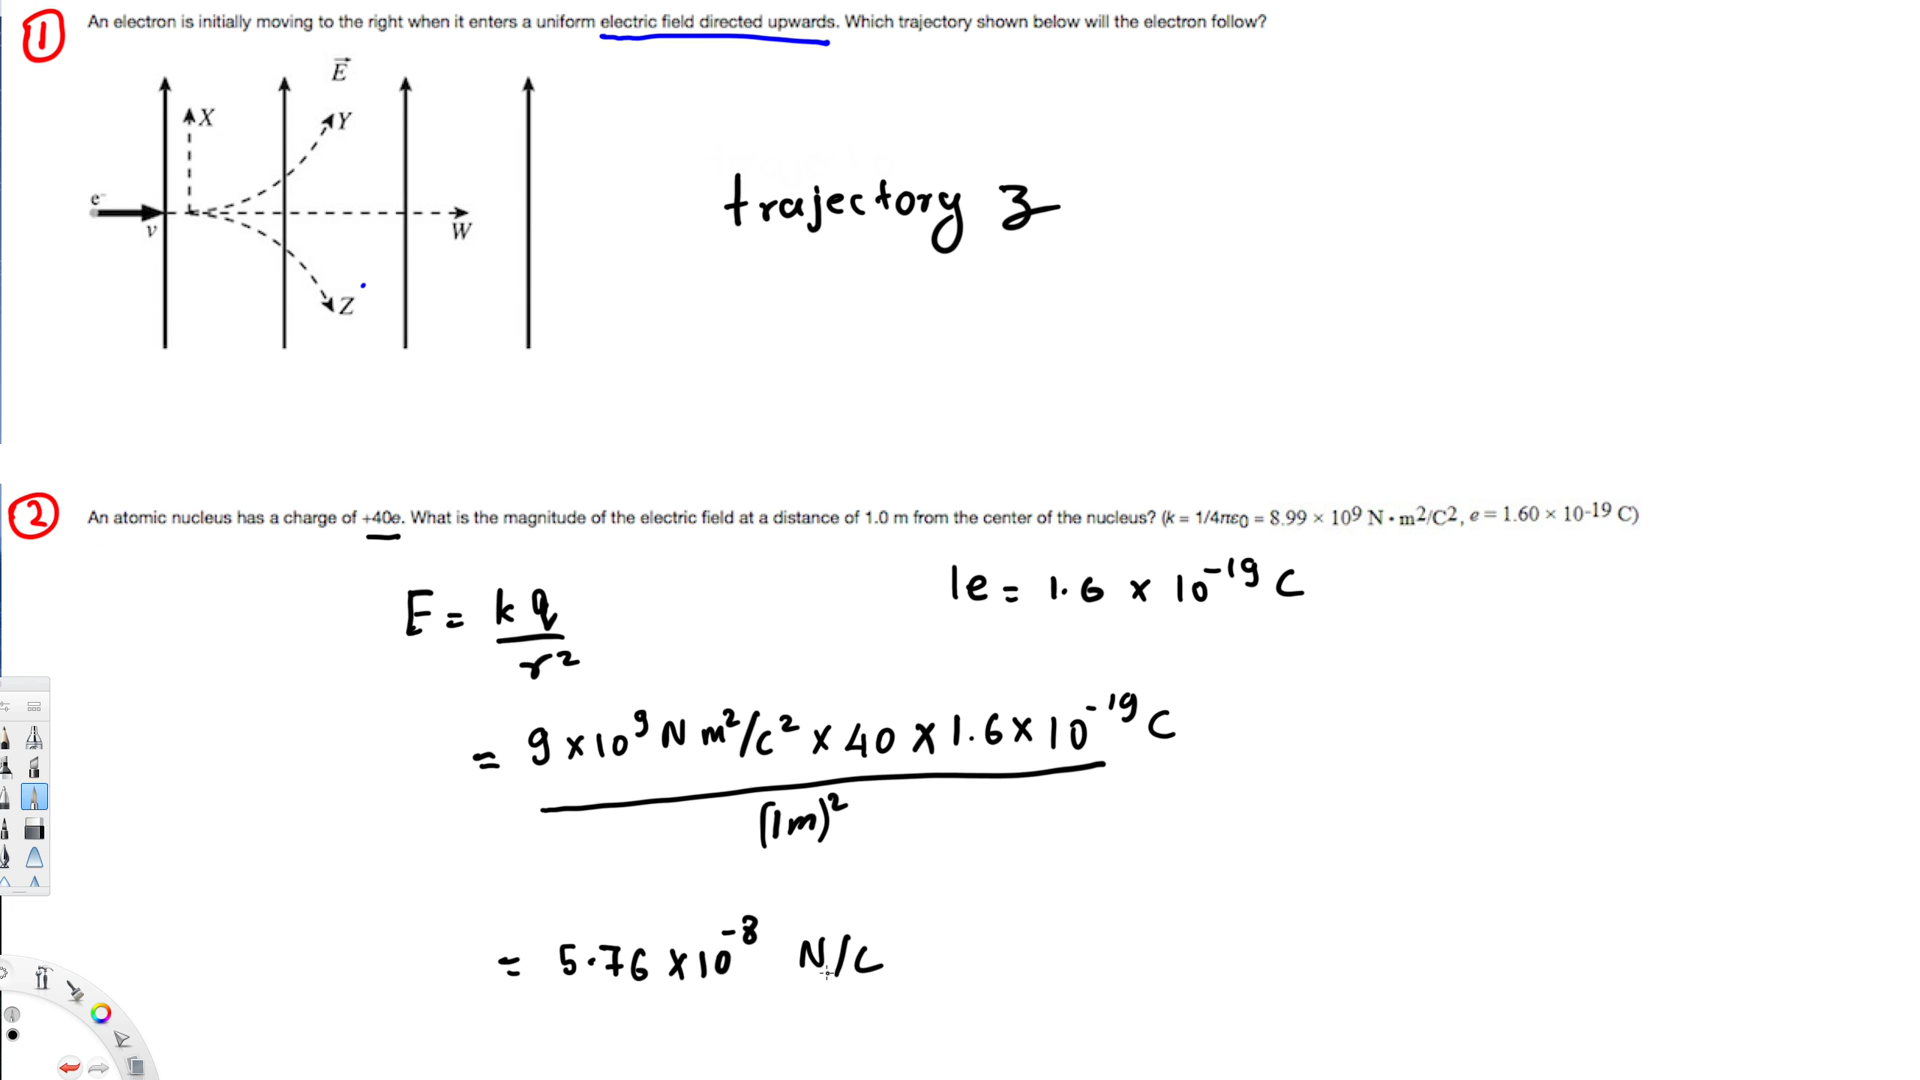 1 An electron is initially moving to the right when it enters a uniform electric field directed upwards. Which trajectory shown below will the electron follow?
E
X
Y
e-
v
W
Z
trajectory z
2 An atomic nucleus has a charge of +40e. What is the magnitude of the electric field at a distance of 1.0 m from the center of the nucleus? (k = 1/4πε0 = 8.99 × 109 N • m2/C2, e = 1.60 × 10-19 C)
1e = 1.6 × 10^-19 C
E = kq
r²
= 9 × 10^9 N m²/c² × 40 × 1.6 × 10^-19 C
(1m)²
= 5.76 × 10^-8 N/C